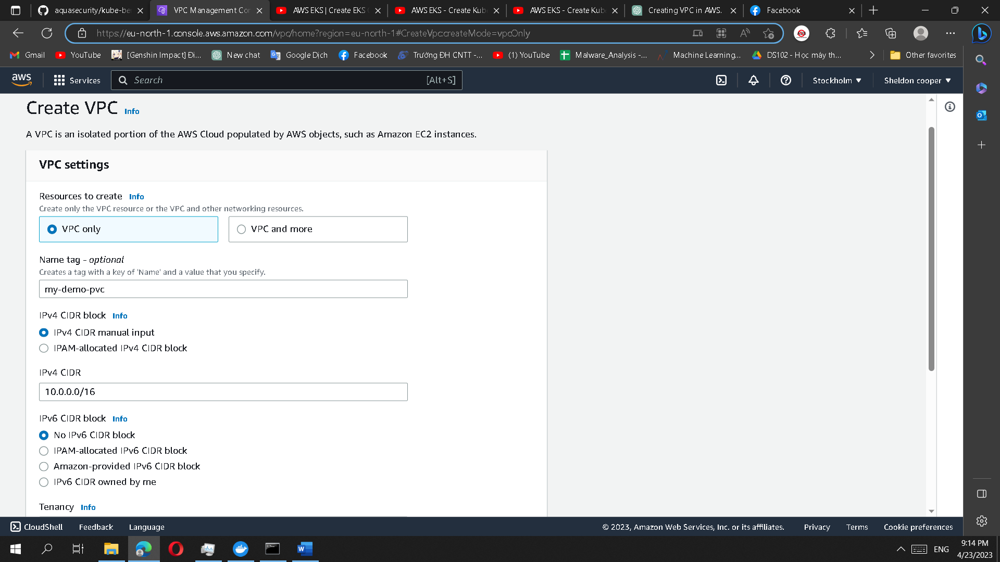 aquasecurity/kube-be
VPC Management Con
AWS EKS | Create EKS
AWS EKS - Create Kub
AWS EKS - Create Kub
Creating VPC in AWS.
Facebook
https://eu-north-1.console.aws.amazon.com/vpc/home?region=eu-north-1#CreateVpc:createMode=vpcOnly
Gmail
YouTube
[Genshin Impact] Đi...
New chat
Google Dịch
Facebook
Trường ĐH CNTT -...
(1) YouTube
Malware_Analysis -...
Machine Learning...
DS102 - Học máy th...
Other favorites
aws
Services
Search
[Alt+S]
Stockholm
Sheldon cooper
Create VPC Info
A VPC is an isolated portion of the AWS Cloud populated by AWS objects, such as Amazon EC2 instances.
VPC settings
Resources to create Info
Create only the VPC resource or the VPC and other networking resources.
VPC only
VPC and more
Name tag - optional
Creates a tag with a key of 'Name' and a value that you specify.
my-demo-pvc
IPv4 CIDR block Info
IPv4 CIDR manual input
IPAM-allocated IPv4 CIDR block
IPv4 CIDR
10.0.0.0/16
IPv6 CIDR block Info
No IPv6 CIDR block
IPAM-allocated IPv6 CIDR block
Amazon-provided IPv6 CIDR block
IPv6 CIDR owned by me
Tenancy Info
CloudShell
Feedback
Language
© 2023, Amazon Web Services, Inc. or its affiliates.
Privacy
Terms
Cookie preferences
ENG
9:14 PM
4/23/2023